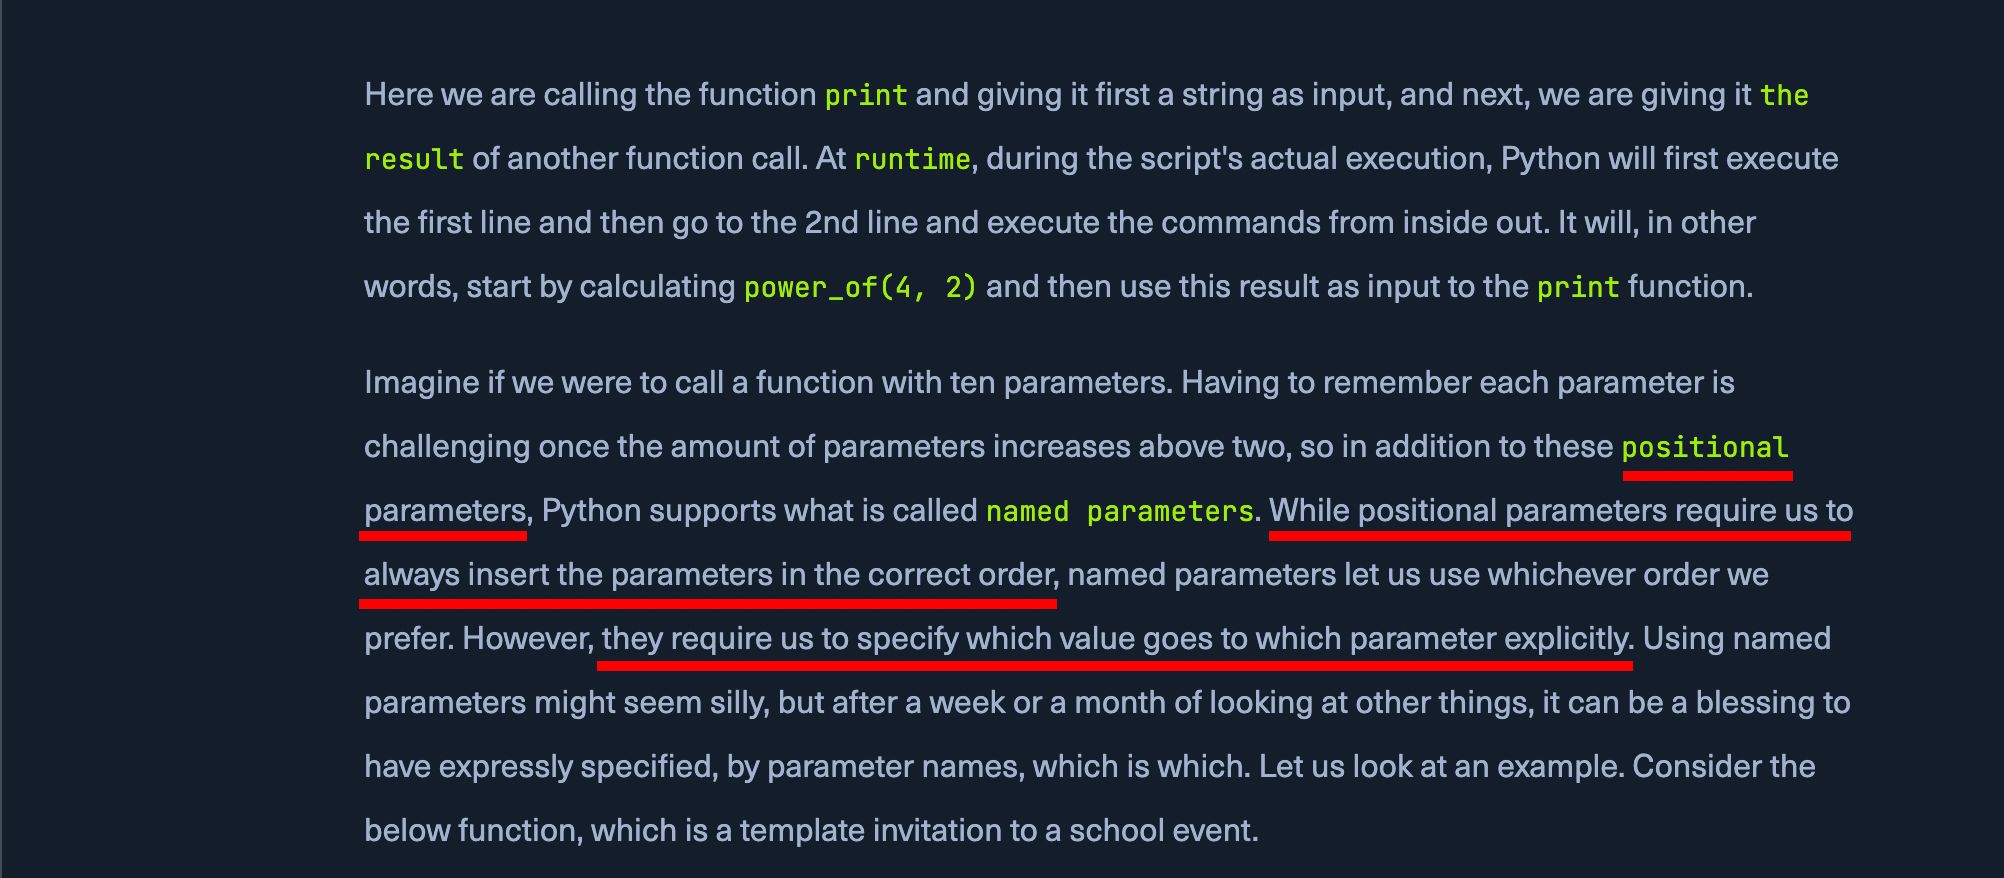 Here we are calling the function print and giving it first a string as input, and next, we are giving it the
result of another function call. At runtime, during the script's actual execution, Python will first execute
the first line and then go to the 2nd line and execute the commands from inside out. It will, in other
words, start by calculating power_of(4, 2) and then use this result as input to the print function.
Imagine if we were to call a function with ten parameters. Having to remember each parameter is
challenging once the amount of parameters increases above two, so in addition to these positional
parameters, Python supports what is called named parameters. While positional parameters require us to
always insert the parameters in the correct order, named parameters let us use whichever order we
prefer. However, they require us to specify which value goes to which parameter explicitly. Using named
parameters might seem silly, but after a week or a month of looking at other things, it can be a blessing to
have expressly specified, by parameter names, which is which. Let us look at an example. Consider the
below function, which is a template invitation to a school event.